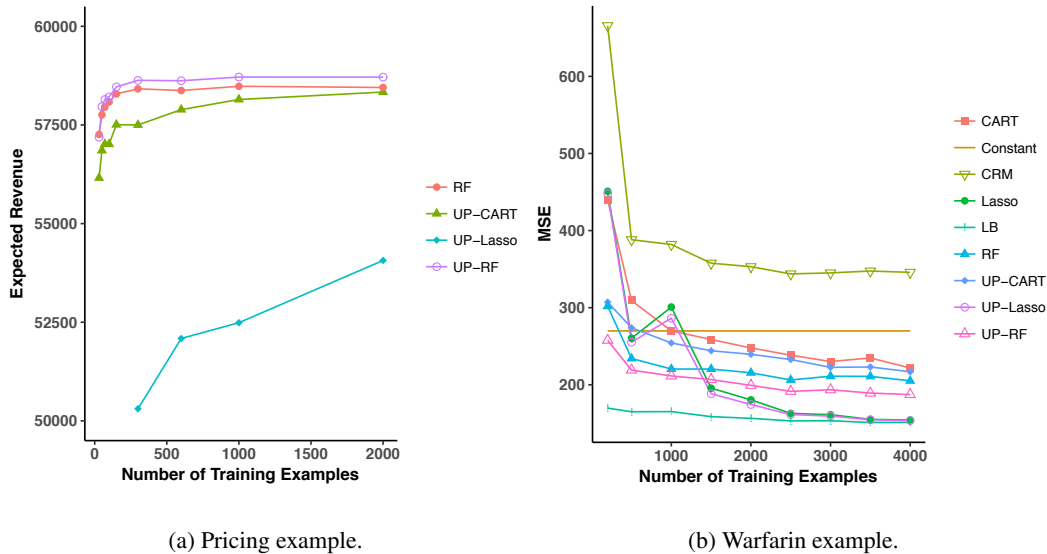 60000
57500
55000
52500
50000
Expected Revenue
0
500
1000
1500
2000
Number of Training Examples
RF
UP−CART
UP−Lasso
UP−RF
(a) Pricing example.
600
500
400
300
200
MSE
1000
2000
3000
4000
Number of Training Examples
CART
Constant
CRM
Lasso
LB
RF
UP−CART
UP−Lasso
UP−RF
(b) Warfarin example.